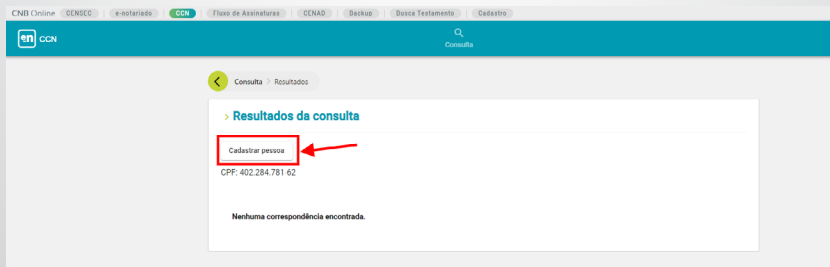 CNB Online CENSEC e-notariado CCN Fluxo de Assinaturas CENAD Backup Busca Testamento Cadastro
en CCN
Consulta
Consulta > Resultados
> Resultados da consulta
Cadastrar pessoa
CPF: 402.284.781-62
Nenhuma correspondência encontrada.